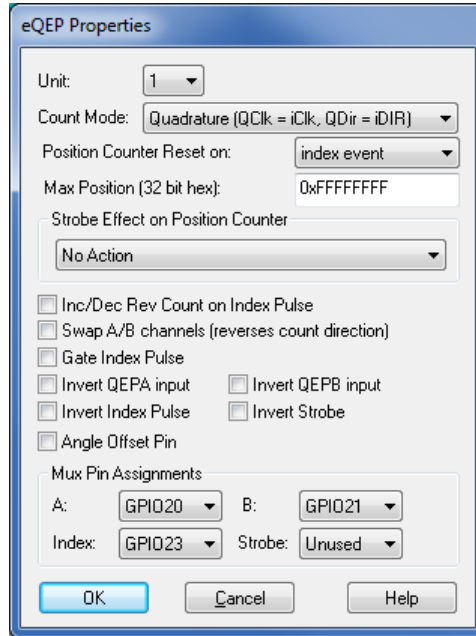 eQEP Properties
Unit: 1
Count Mode: Quadrature (QClk = iClk, QDir = iDIR)
Position Counter Reset on: index event
Max Position (32 bit hex): 0xFFFFFFFF
Strobe Effect on Position Counter
No Action
Inc/Dec Rev Count on Index Pulse
Swap A/B channels (reverses count direction)
Gate Index Pulse
Invert QEPA input Invert QEPB input
Invert Index Pulse Invert Strobe
Angle Offset Pin
Mux Pin Assignments
A: GPIO20 B: GPIO21
Index: GPIO23 Strobe: Unused
OK Cancel Help